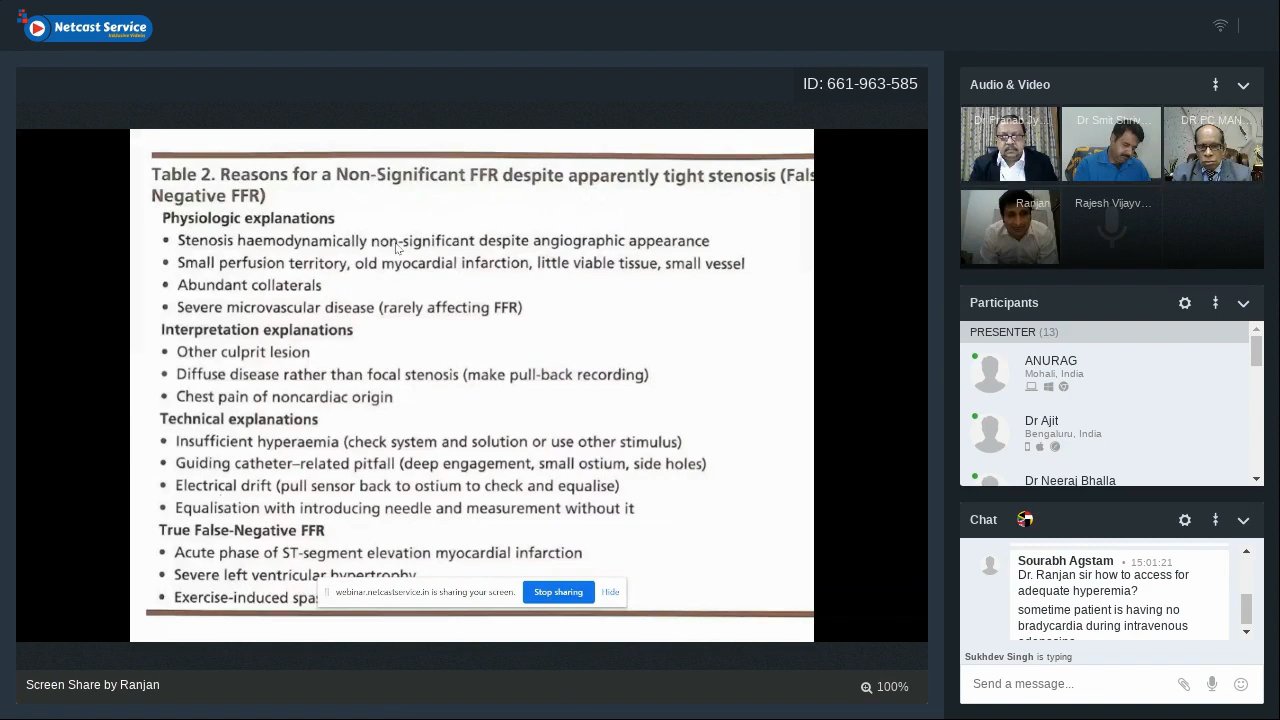 Netcast Service
ID: 661-963-585
Table 2. Reasons for a Non-Significant FFR despite apparently tight stenosis (Fals
Negative FFR)
Physiologic explanations
• Stenosis haemodynamically non-significant despite angiographic appearance
• Small perfusion territory, old myocardial infarction, little viable tissue, small vessel
• Abundant collaterals
• Severe microvascular disease (rarely affecting FFR)
Interpretation explanations
• Other culprit lesion
• Diffuse disease rather than focal stenosis (make pull-back recording)
• Chest pain of noncardiac origin
Technical explanations
• Insufficient hyperaemia (check system and solution or use other stimulus)
• Guiding catheter–related pitfall (deep engagement, small ostium, side holes)
• Electrical drift (pull sensor back to ostium to check and equalise)
• Equalisation with introducing needle and measurement without it
True False-Negative FFR
• Acute phase of ST-segment elevation myocardial infarction
• Severe left ventricular hypertrophy
• Exercise-induced spas
webinar.netcastservice.in is sharing your screen.
Stop sharing
Hide
Screen Share by Ranjan
100%
Audio & Video
Dr Pranab Jy...
Dr Smit Shriv...
DR PC MAN...
Ranjan
Rajesh Vijayv...
Participants
PRESENTER (13)
ANURAG
Mohali, India
Dr Ajit
Bengaluru, India
Dr Neeraj Bhalla
Chat
Sourabh Agstam • 15:01:21
Dr. Ranjan sir how to access for
adequate hyperemia?
sometime patient is having no
bradycardia during intravenous
Sukhdev Singh is typing
Send a message...